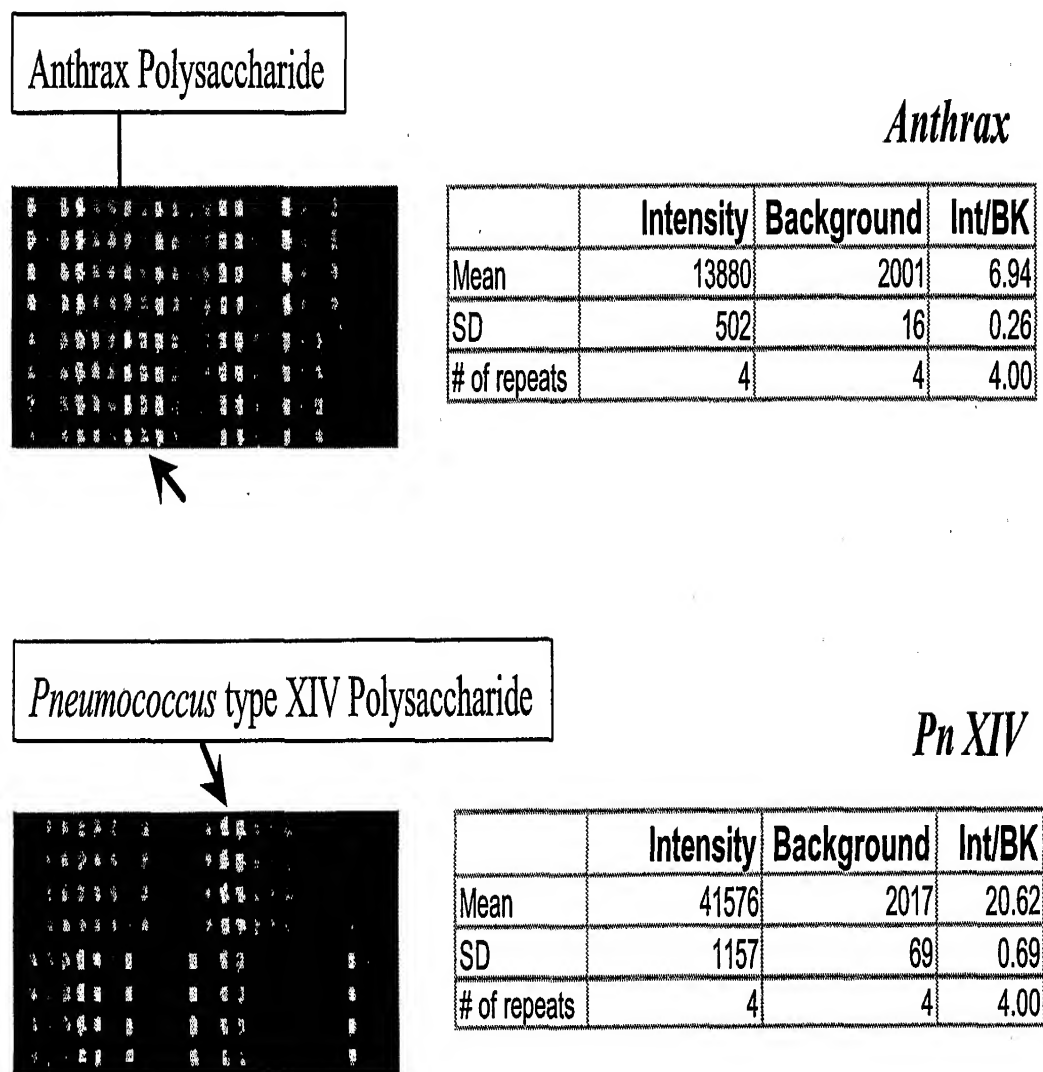 Anthrax Polysaccharide
Anthrax
Intensity Background Int/BK
Mean 13880 2001 6.94
SD 502 16 0.26
# of repeats 4 4 4.00
Pneumococcus type XIV Polysaccharide
Pn XIV
Intensity Background Int/BK
Mean 41576 2017 20.62
SD 1157 69 0.69
# of repeats 4 4 4.00